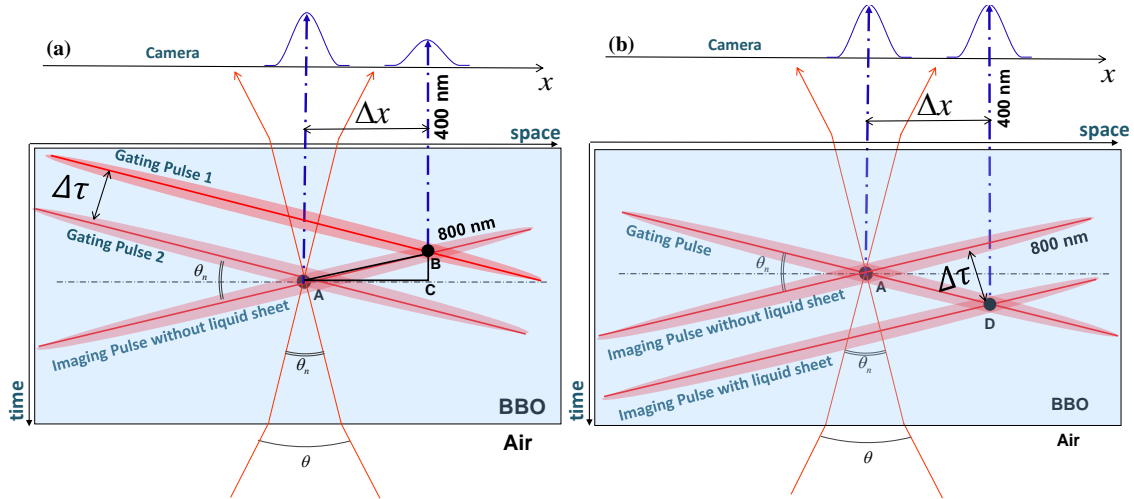 (a)
Camera
x
Δx
400 nm
space
Gating Pulse 1
Δτ
Gating Pulse 2
800 nm
θn
B
A
C
Imaging Pulse without liquid sheet
θn
time
BBO
Air
θ
(b)
Camera
x
Δx
400 nm
space
Gating Pulse
800 nm
θn
Δτ
A
D
Imaging Pulse without liquid sheet
Imaging Pulse with liquid sheet
θn
time
BBO
Air
θ